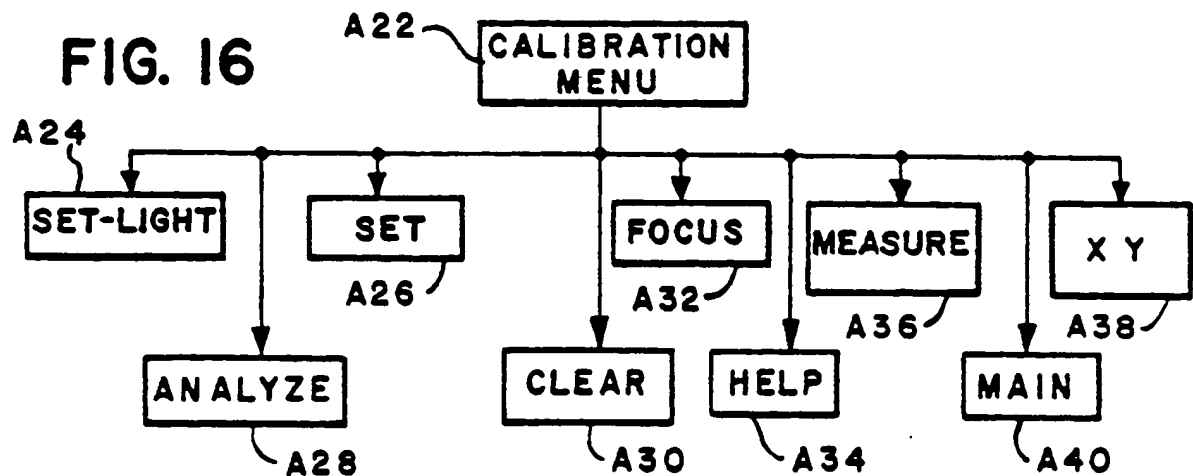 FIG. 16
A22
CALIBRATION
MENU
A24
SET-LIGHT
SET
A26
FOCUS
A32
MEASURE
A36
X Y
A38
ANALYZE
A28
CLEAR
A30
HELP
A34
MAIN
A40